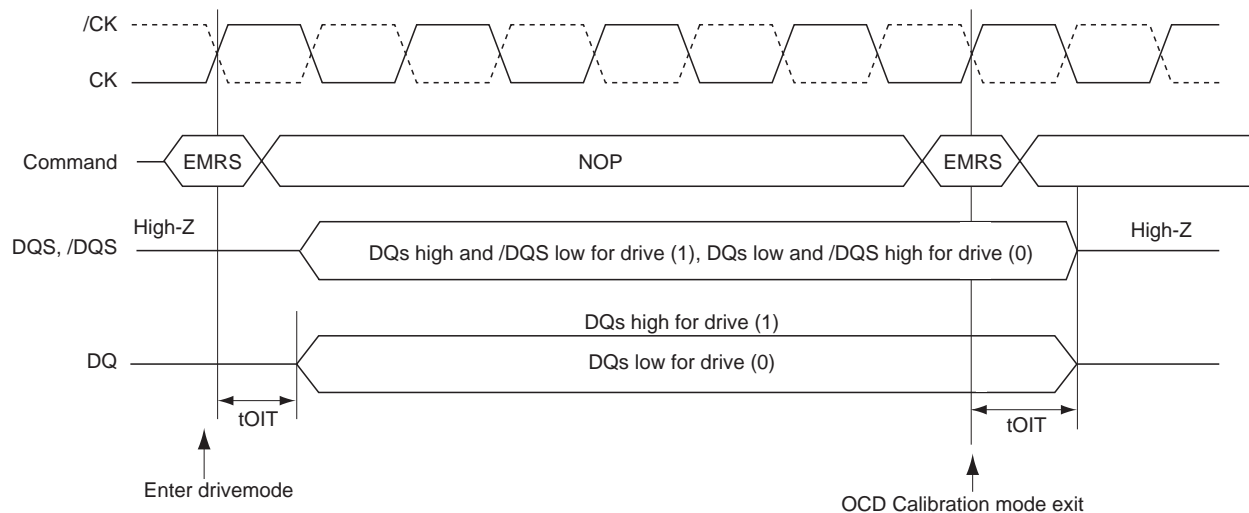 /CK
CK
Command
EMRS
NOP
EMRS
High-Z
High-Z
DQS, /DQS
DQs high and /DQS low for drive (1), DQs low and /DQS high for drive (0)
DQs high for drive (1)
DQ
DQs low for drive (0)
tOIT
tOIT
Enter drivemode
OCD Calibration mode exit